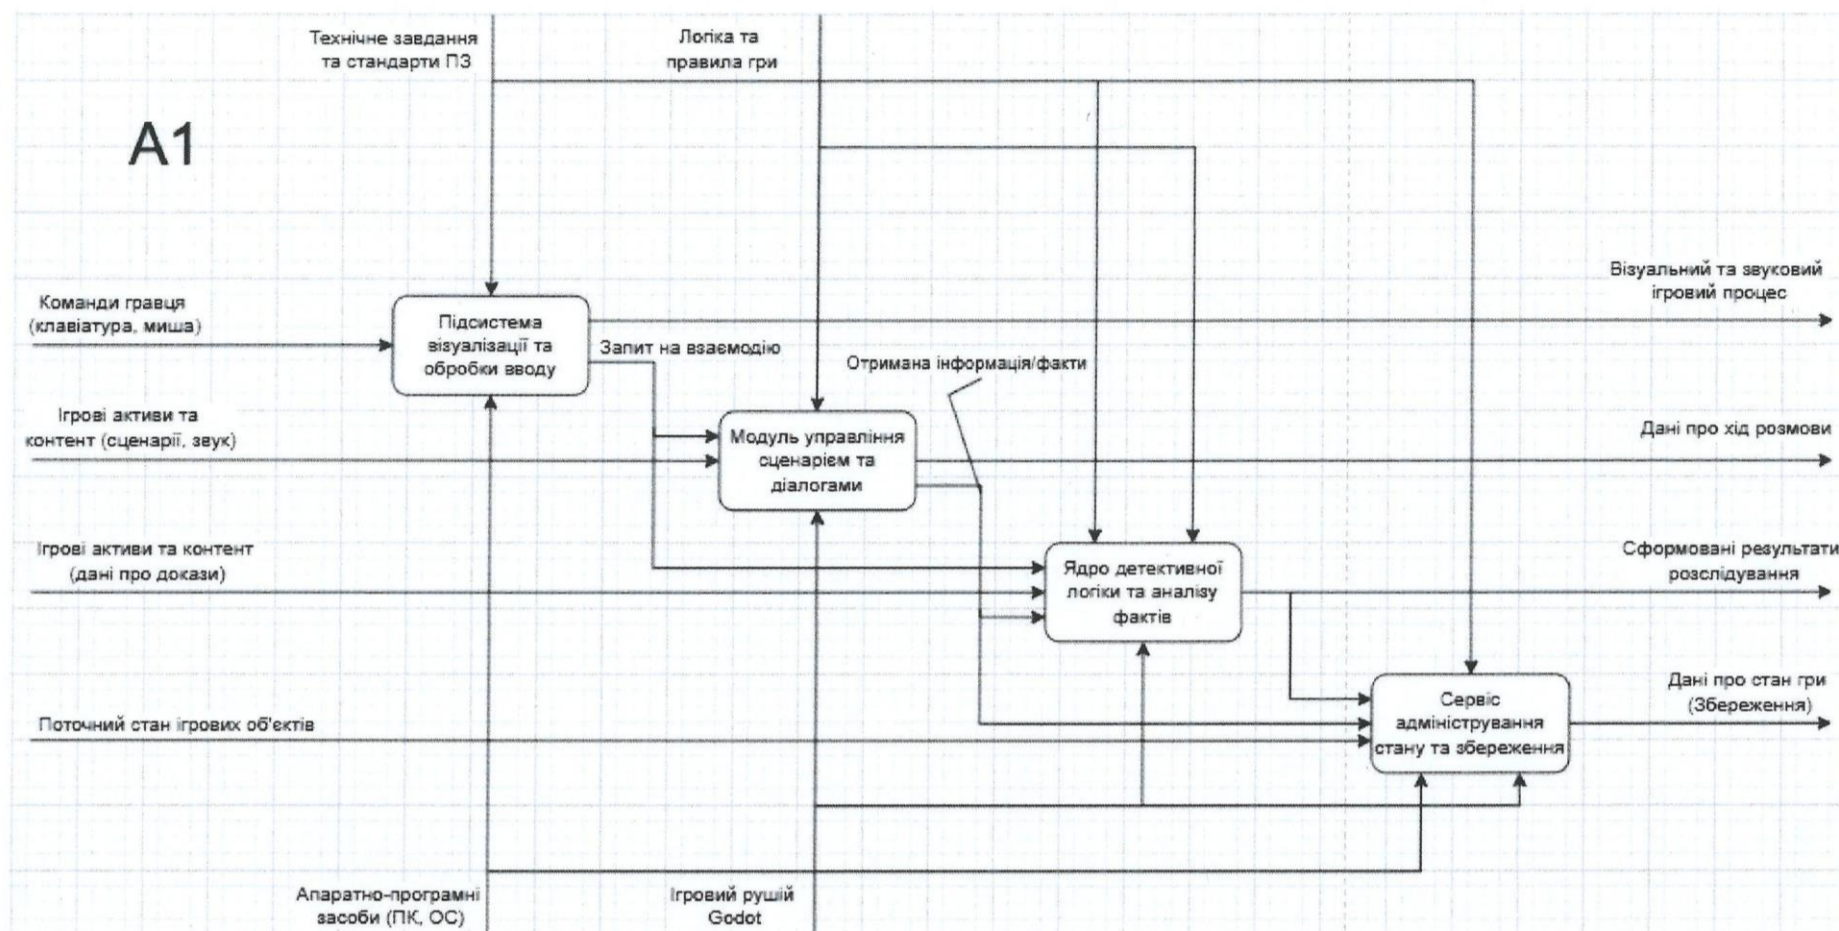 Технічне завдання
та стандарти ПЗ
Логіка та
правила гри
А1
Візуальний та звуковий
ігровий процес
Команди гравця
(клавіатура, миша)
Підсистема
візуалізації та
обробки вводу
Запит на взаємодію
Отримана інформація/факти
Ігрові активи та
контент (сценарії, звук)
Модуль управління
сценарієм та
діалогами
Дані про хід розмови
Ігрові активи та контент
(дані про докази)
Ядро детективної
логіки та аналізу
фактів
Сформовані результати
розслідування
Поточний стан ігрових об'єктів
Сервіс
адміністрування
стану та збереження
Дані про стан гри
(Збереження)
Апаратно-програмні
засоби (ПК, ОС)
Ігровий рушій
Godot